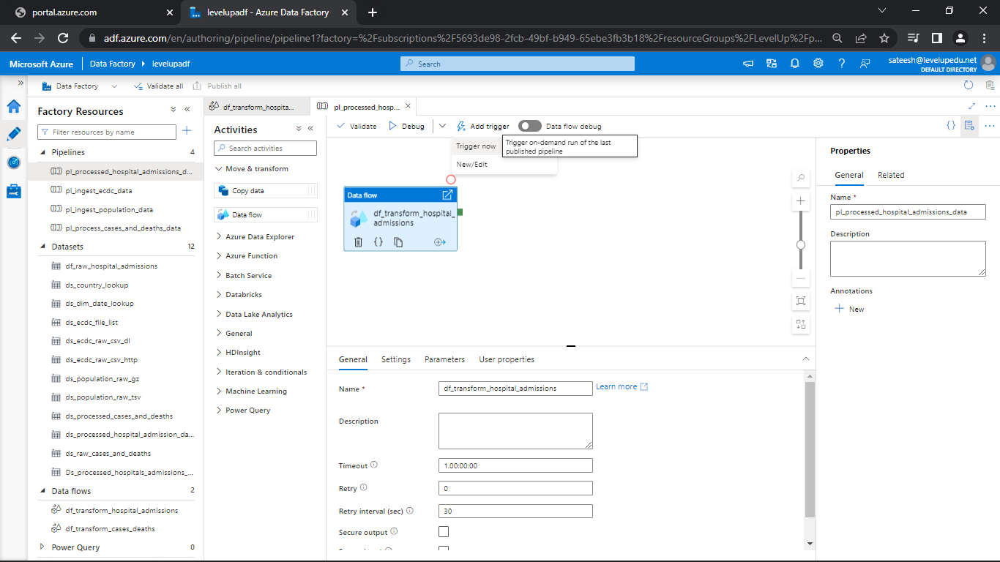 portal.azure.com
levelupadf - Azure Data Factory
adf.azure.com/en/authoring/pipeline/pipeline1?factory=%2Fsubscriptions%2F5693de98-2fcb-49bf-b949-65ebe3fb3b18%2FresourceGroups%2FLevelUp%2Fp...
Microsoft Azure
Data Factory
levelupadf
Search
sateesh@levelupedu.net
DEFAULT DIRECTORY
Data Factory
Validate all
Publish all
Factory Resources
Filter resources by name
Pipelines
4
pl_processed_hospital_admissions_d...
pl_ingest_ecdc_data
pl_ingest_population_data
pl_process_cases_and_deaths_data
Datasets
12
df_raw_hospital_admissions
ds_country_lookup
ds_dim_date_lookup
ds_ecdc_file_list
ds_ecdc_raw_csv_dl
ds_ecdc_raw_csv_http
ds_population_raw_gz
ds_population_raw_tsv
ds_processed_cases_and_deaths
ds_processed_hospital_admission_da...
ds_raw_cases_and_deaths
Ds_processed_hospitals_admissions_...
Data flows
2
df_transform_hospital_admissions
df_transform_cases_deaths
Power Query
0
df_transform_hospita...
pl_processed_hosp...
Activities
Search activities
Move & transform
Copy data
Data flow
Azure Data Explorer
Azure Function
Batch Service
Databricks
Data Lake Analytics
General
HDInsight
Iteration & conditionals
Machine Learning
Power Query
Validate
Debug
Add trigger
Data flow debug
Trigger now
New/Edit
Trigger on-demand run of the last
published pipeline
Data flow
df_transform_hospital_
admissions
General
Settings
Parameters
User properties
Name *
df_transform_hospital_admissions
Learn more
Description
Timeout
1.00:00:00
Retry
0
Retry interval (sec)
30
Secure output
Properties
General
Related
Name *
pl_processed_hospital_admissions_data
Description
Annotations
New